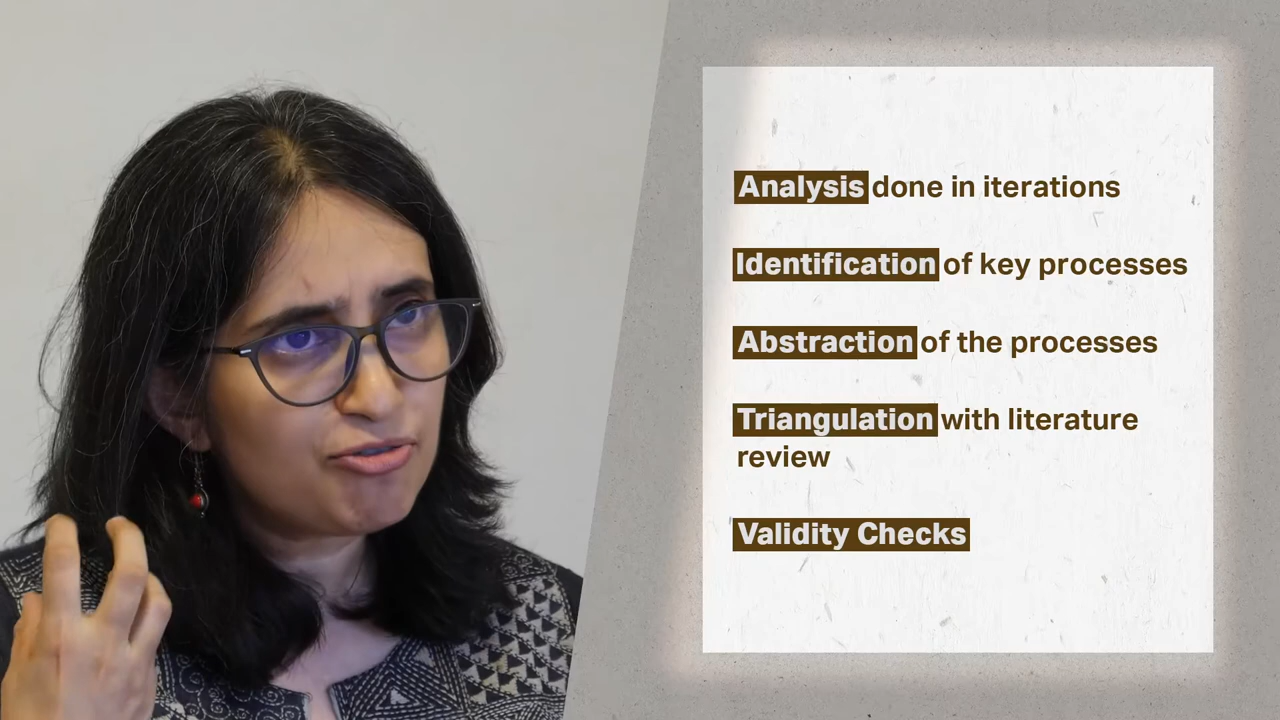 Analysis done in iterations
Identification of key processes
Abstraction of the processes
Triangulation with literature
review
Validity Checks